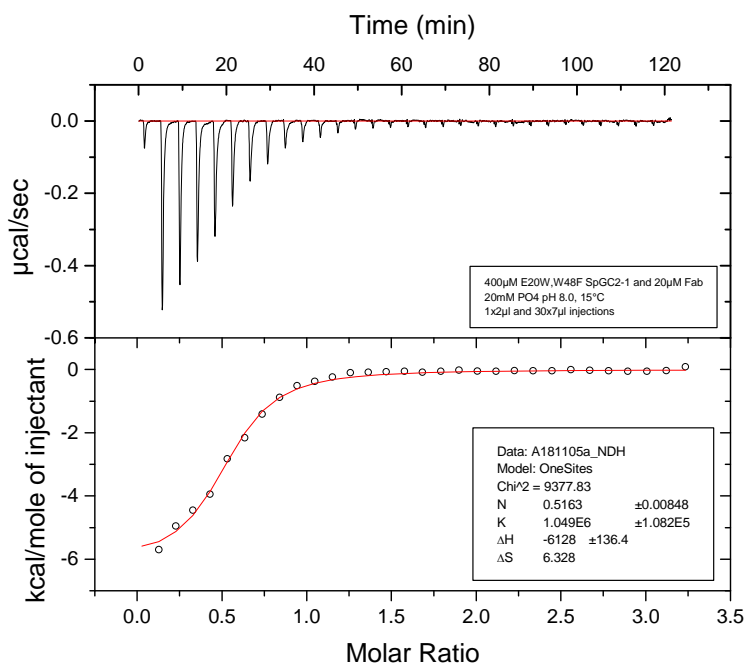 Time (min)
0 20 40 60 80 100 120
0.0
-0.2
-0.4
-0.6
µcal/sec
400µM E20W,W48F SpGC2-1 and 20µM Fab
20mM PO4 pH 8.0, 15°C
1x2µl and 30x7µl injections
0
-2
-4
-6
kcal/mole of injectant
Data: A181105a_NDH
Model: OneSites
Chi^2 = 9377.83
N 0.5163 ±0.00848
K 1.049E6 ±1.082E5
ΔH -6128 ±136.4
ΔS 6.328
0.0 0.5 1.0 1.5 2.0 2.5 3.0 3.5
Molar Ratio